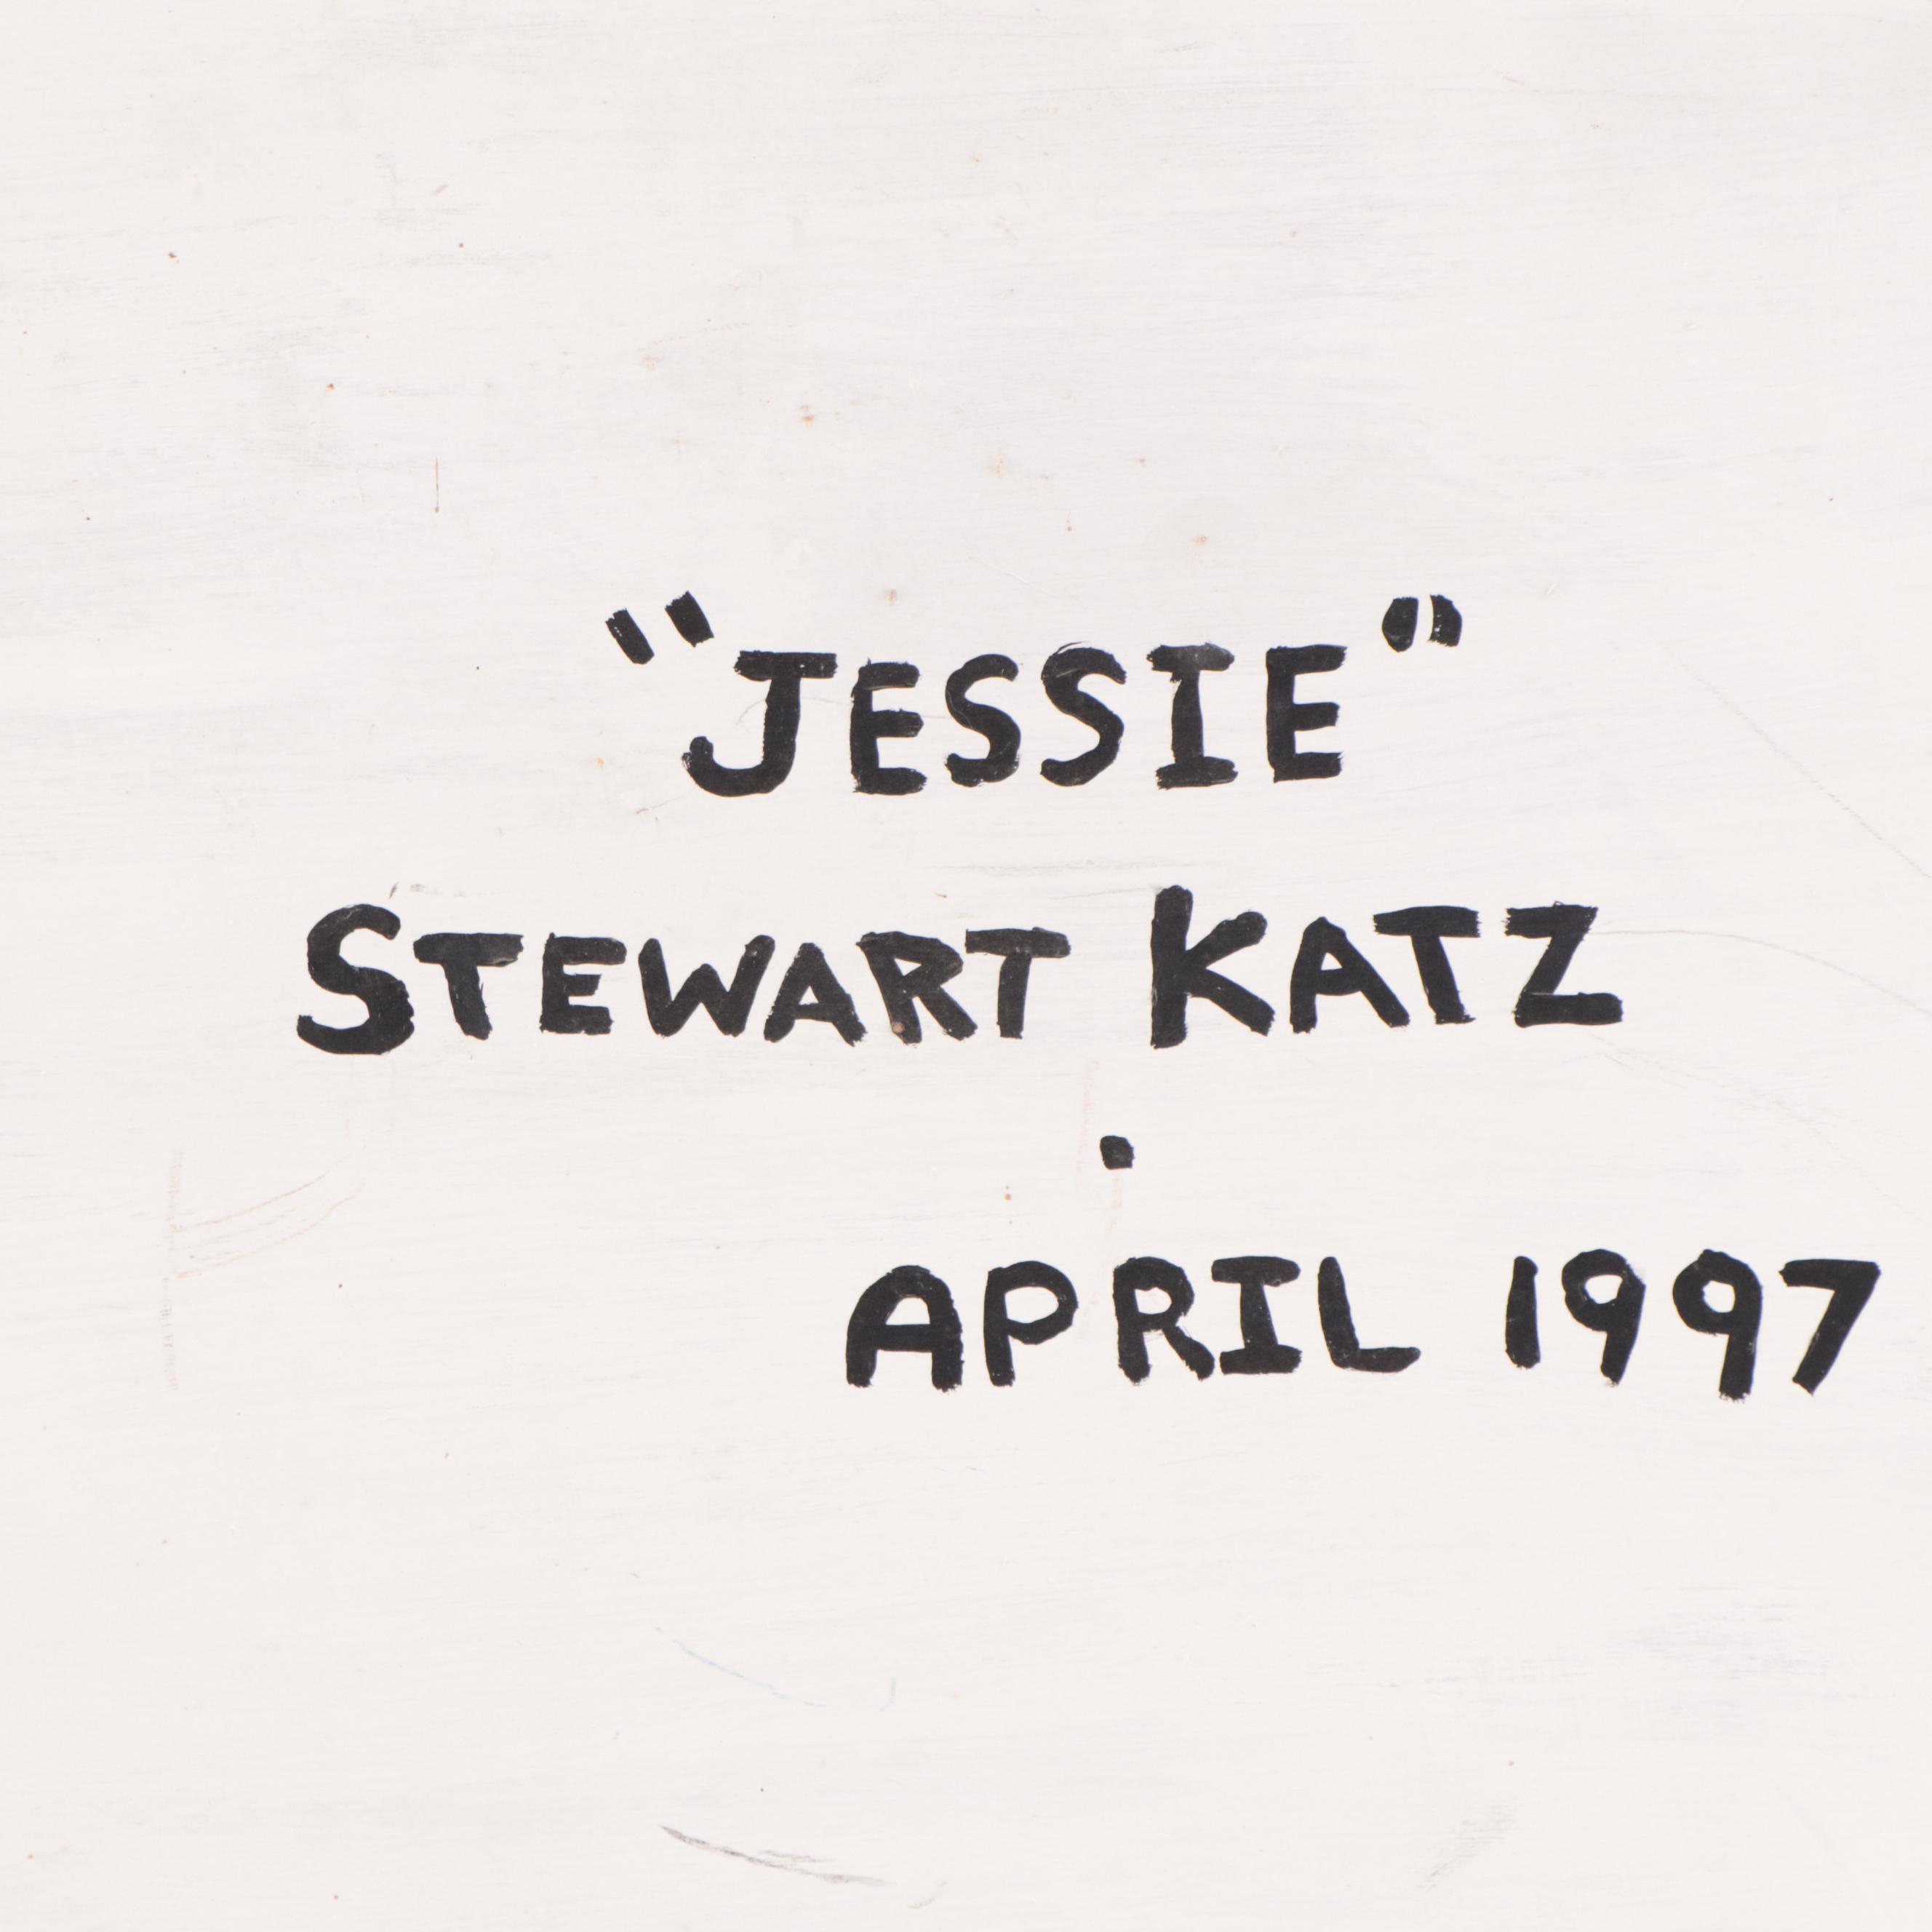 "JESSIE"
STEWART KATZ
.
APRIL 1997